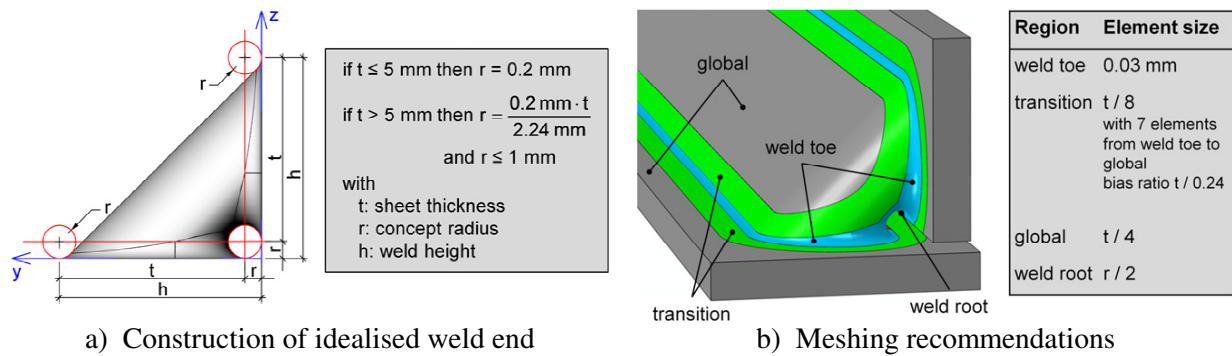 z
r
t
h
r
y
r
t
r
h
if t ≤ 5 mm then r = 0.2 mm
if t > 5 mm then r = 0.2 mm · t / 2.24 mm
and r ≤ 1 mm
with
t: sheet thickness
r: concept radius
h: weld height
a) Construction of idealised weld end
global
weld toe
transition
weld root
Region Element size
weld toe 0.03 mm
transition t / 8
with 7 elements
from weld toe to
global
bias ratio t / 0.24
global t / 4
weld root r / 2
b) Meshing recommendations